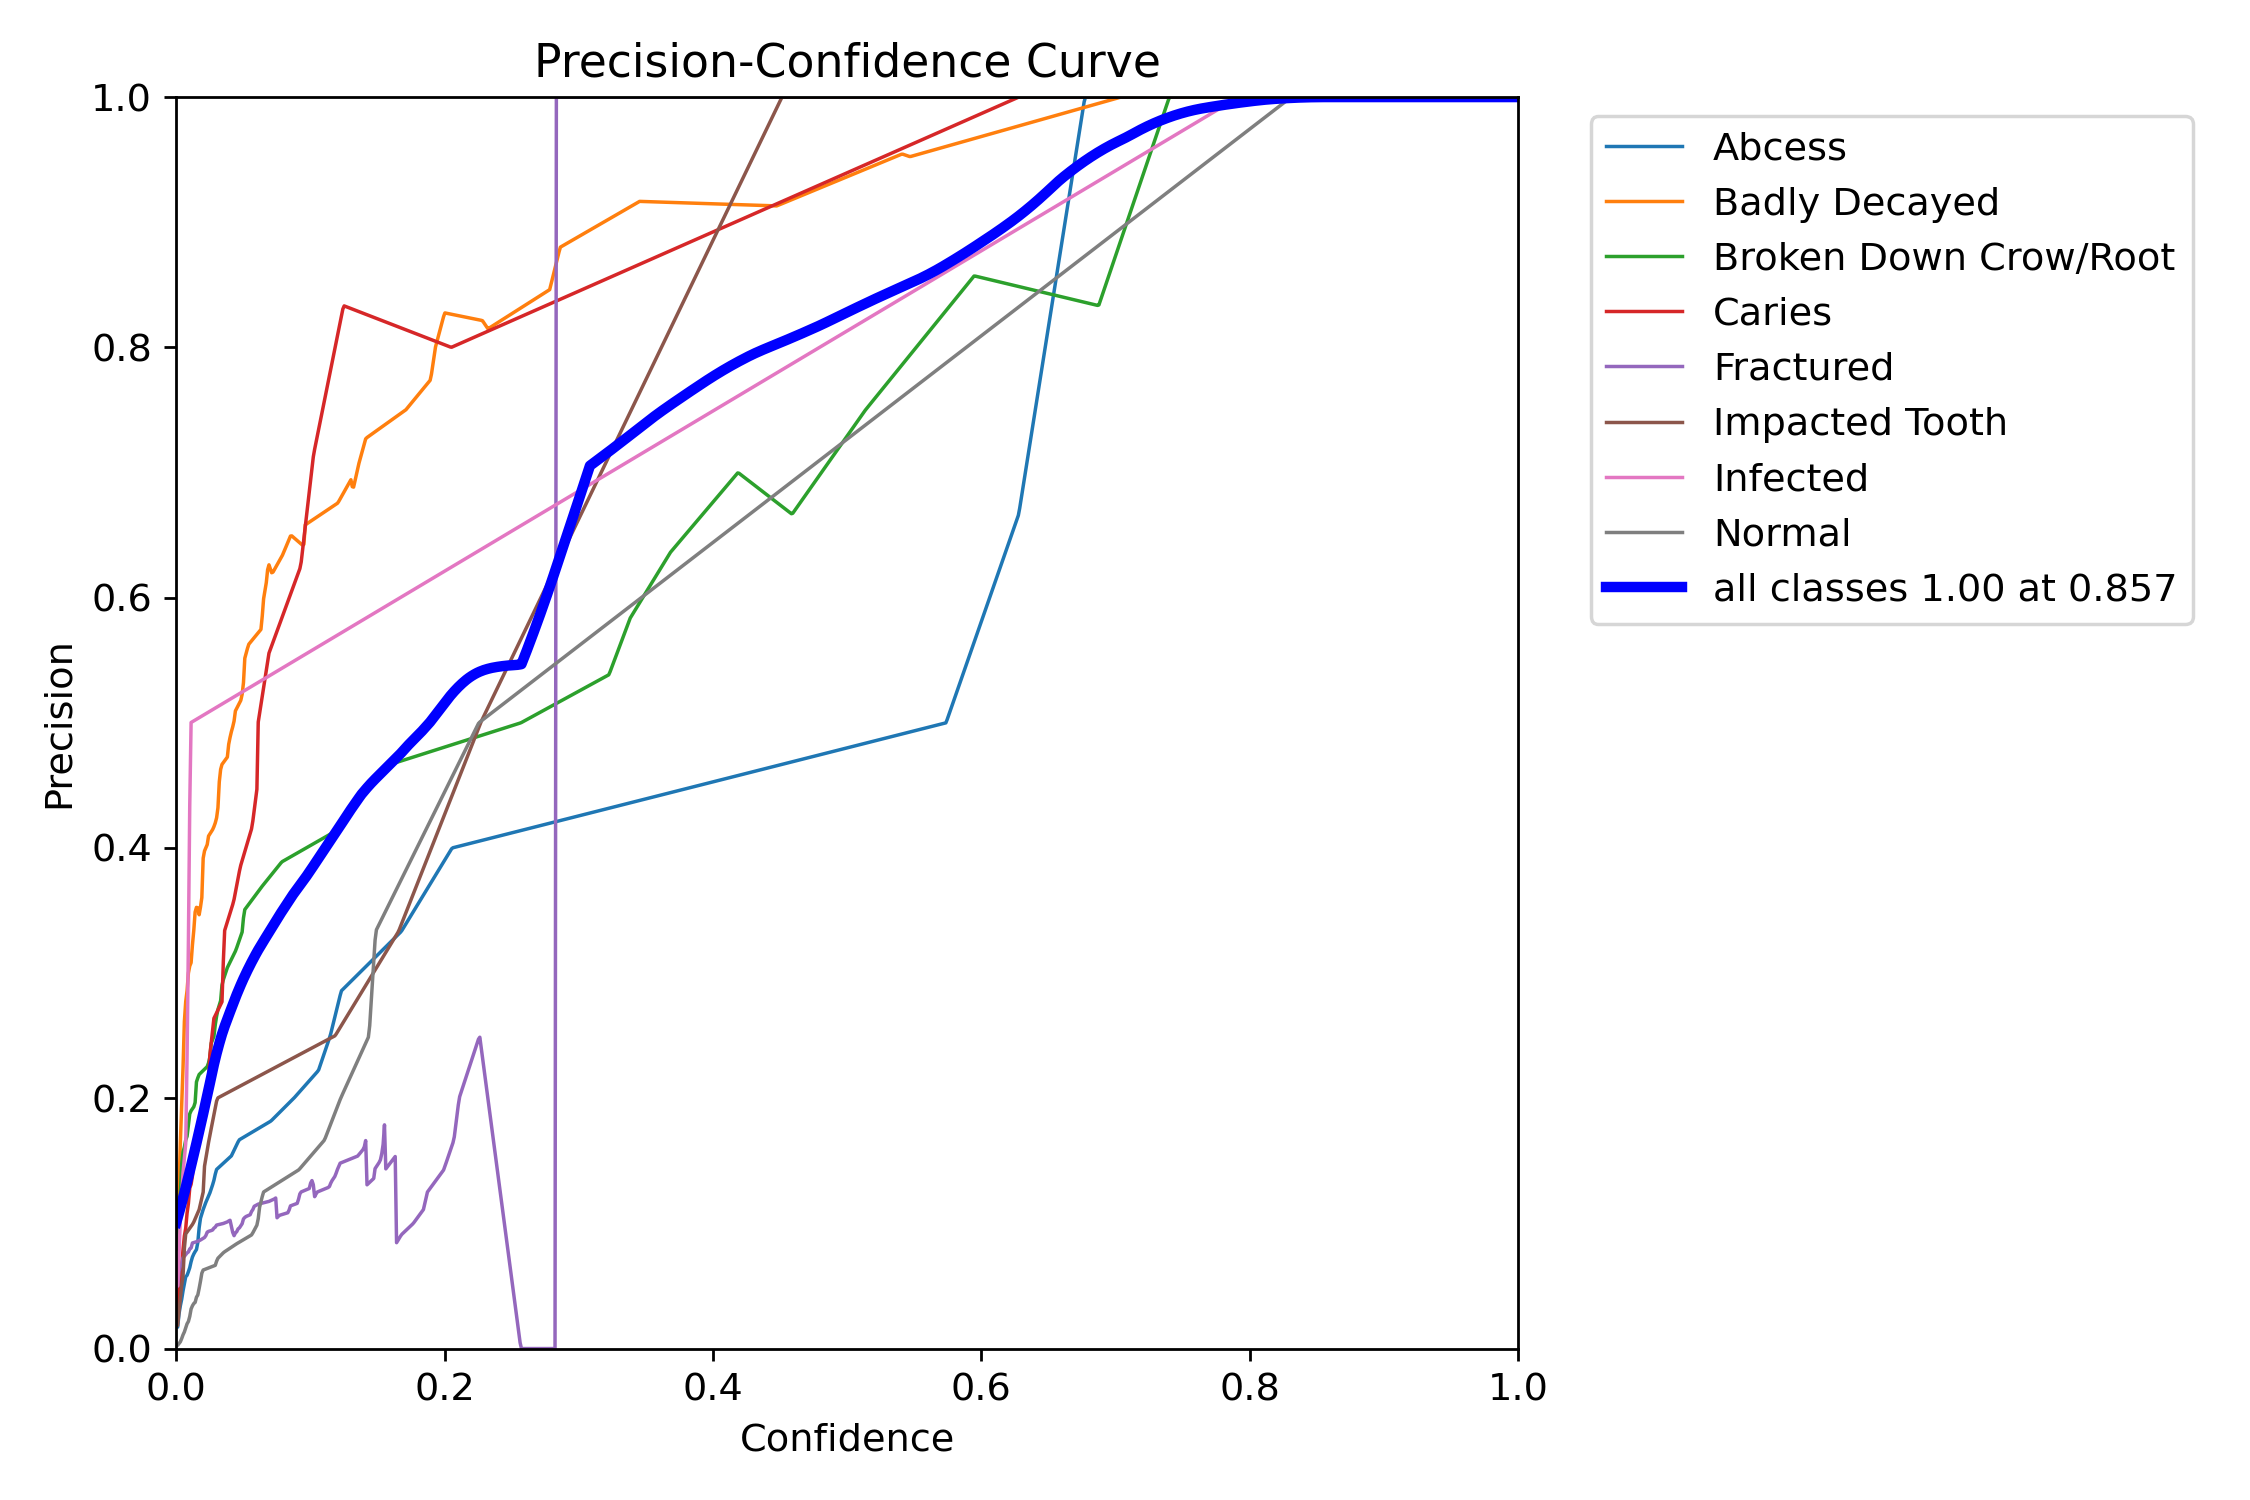 Precision-Confidence Curve
1.0
0.8
0.6
0.4
0.2
0.0
Precision
0.0 0.2 0.4 0.6 0.8 1.0
Confidence
Abcess
Badly Decayed
Broken Down Crow/Root
Caries
Fractured
Impacted Tooth
Infected
Normal
all classes 1.00 at 0.857